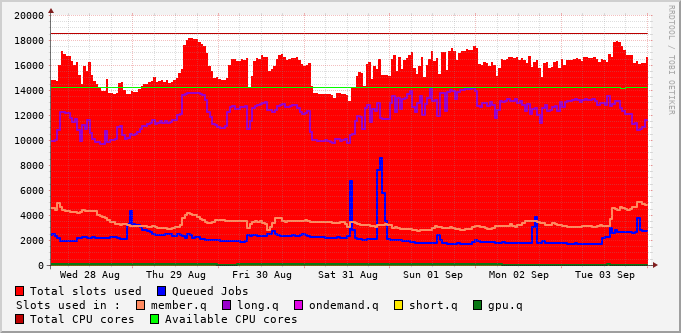 20000
18000
16000
14000
12000
10000
8000
6000
4000
2000
0
Wed 28 Aug Thu 29 Aug Fri 30 Aug Sat 31 Aug Sun 01 Sep Mon 02 Sep Tue 03 Sep
RRDTOOL / TOBI OETIKER
Total slots used Queued Jobs
Slots used in : member.q long.q ondemand.q short.q gpu.q
Total CPU cores Available CPU cores